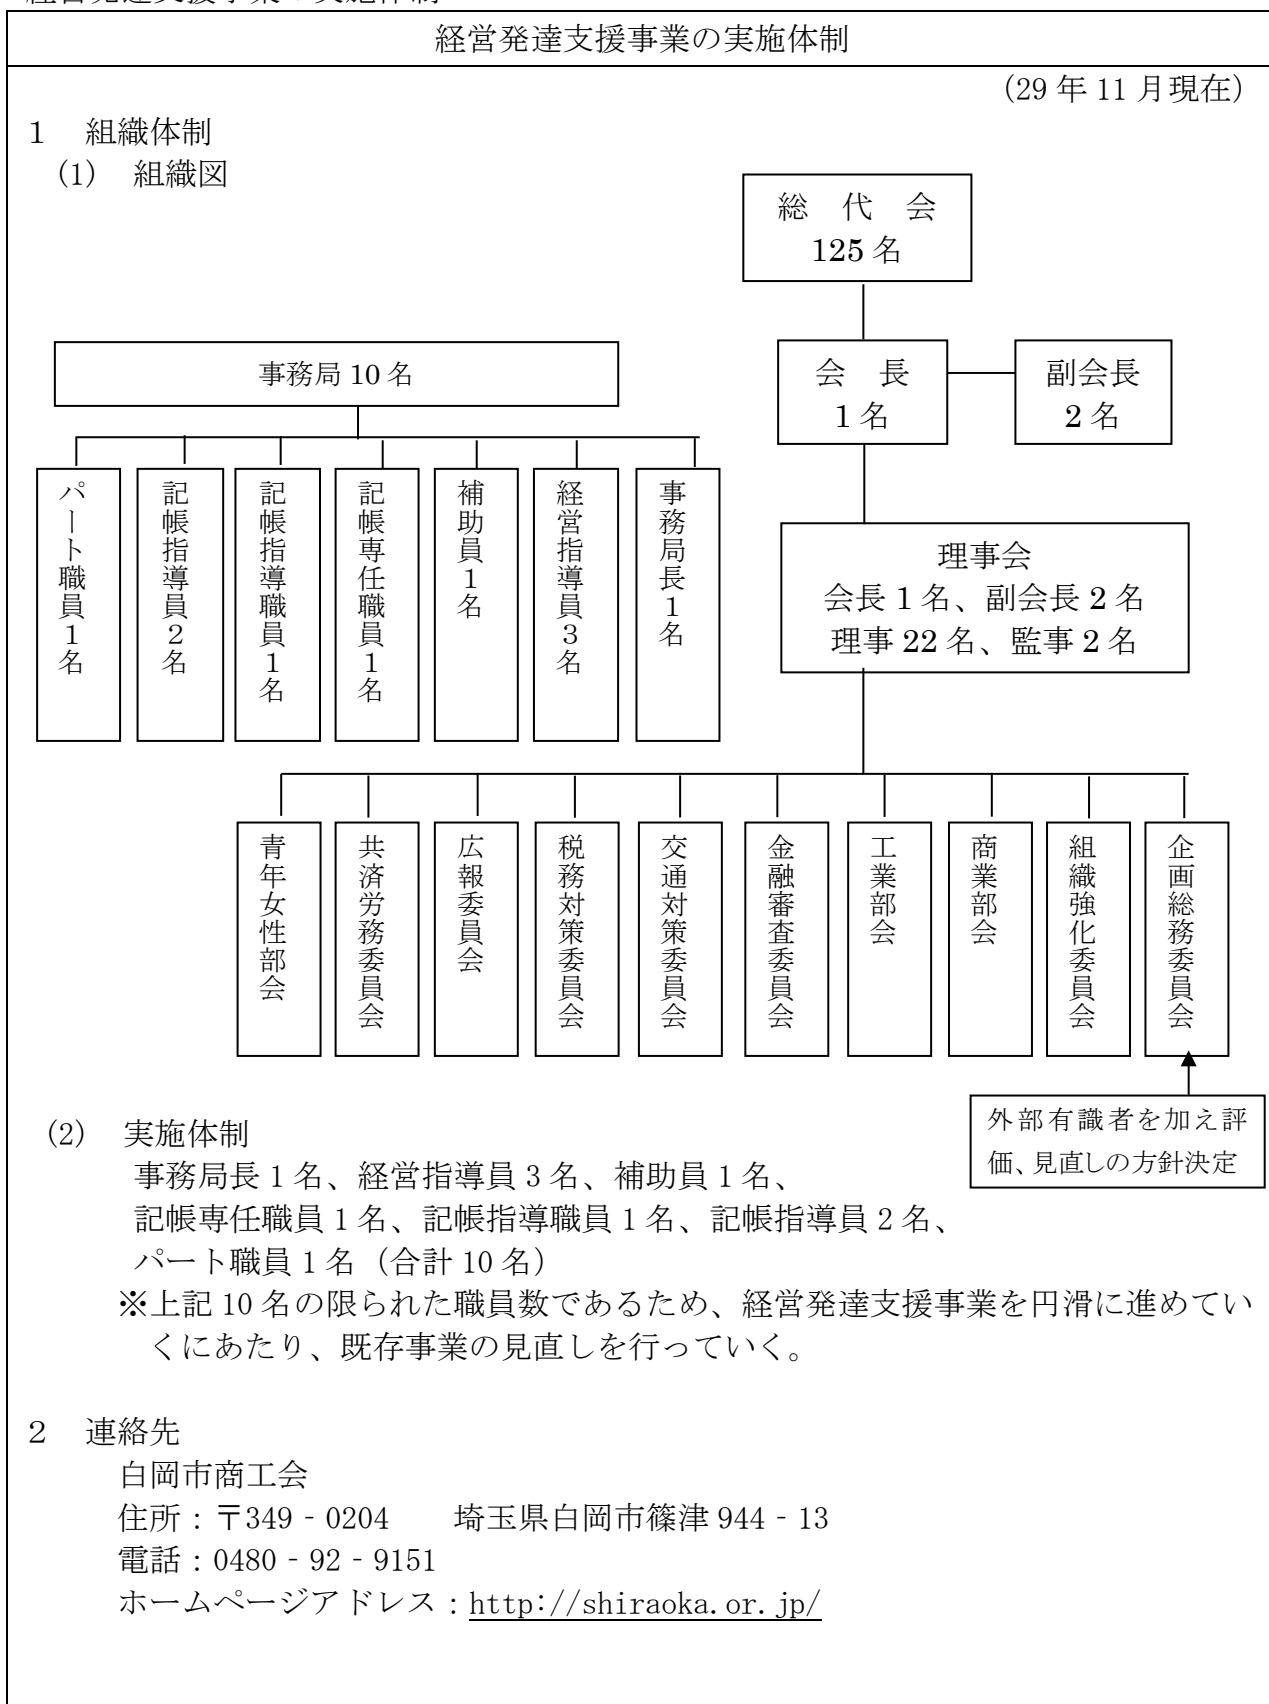 経営発達支援事業の実施体制
(29 年 11 月現在)
１　組織体制
(1)　組織図
総　代　会
125 名
事務局 10 名
会　長
1 名
副会長
2 名
パート職員１名
記帳指導員２名
記帳指導職員１名
記帳専任職員１名
補助員１名
経営指導員３名
事務局長１名
理事会
会長 1 名、副会長 2 名
理事 22 名、監事 2 名
青年女性部会
共済労務委員会
広報委員会
税務対策委員会
交通対策委員会
金融審査委員会
工業部会
商業部会
組織強化委員会
企画総務委員会
外部有識者を加え評
価、見直しの方針決定
(2)　実施体制
事務局長 1 名、経営指導員 3 名、補助員 1 名、
記帳専任職員 1 名、記帳指導職員 1 名、記帳指導員 2 名、
パート職員 1 名（合計 10 名）
※上記 10 名の限られた職員数であるため、経営発達支援事業を円滑に進めてい
くにあたり、既存事業の見直しを行っていく。
２　連絡先
白岡市商工会
住所：〒349‐0204　　埼玉県白岡市篠津 944‐13
電話：0480‐92‐9151
ホームページアドレス：http://shiraoka.or.jp/